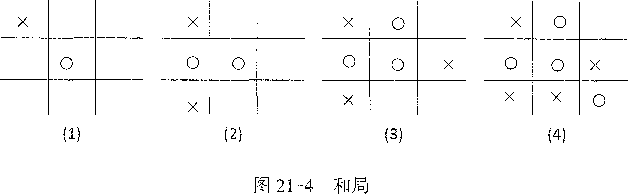 × × × ○ × ○
○ ○ ○ ○ ○ × ○ ○ ×
× × × × ○
(1) (2) (3) (4)
图 21-4 和局